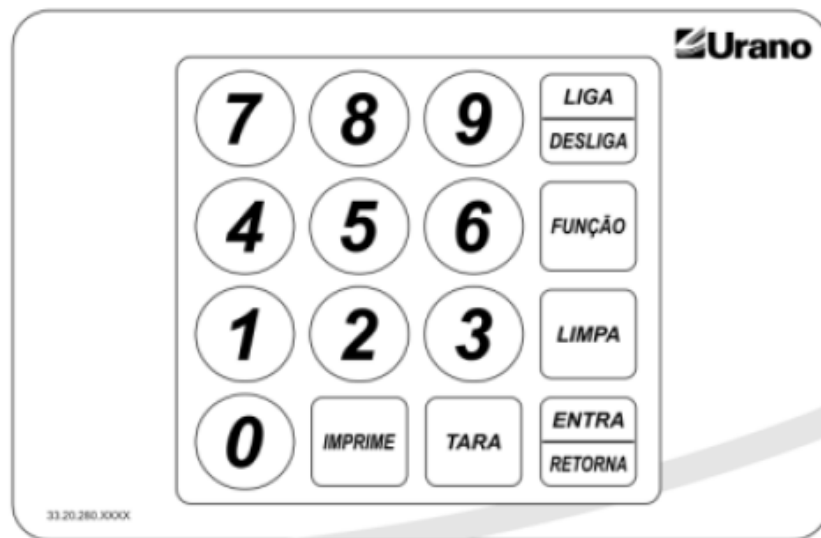 Urano
7 8 9 LIGA
DESLIGA
4 5 6 FUNÇÃO
1 2 3 LIMPA
0 IMPRIME TARA ENTRA
RETORNA
33.20.280.XXXX